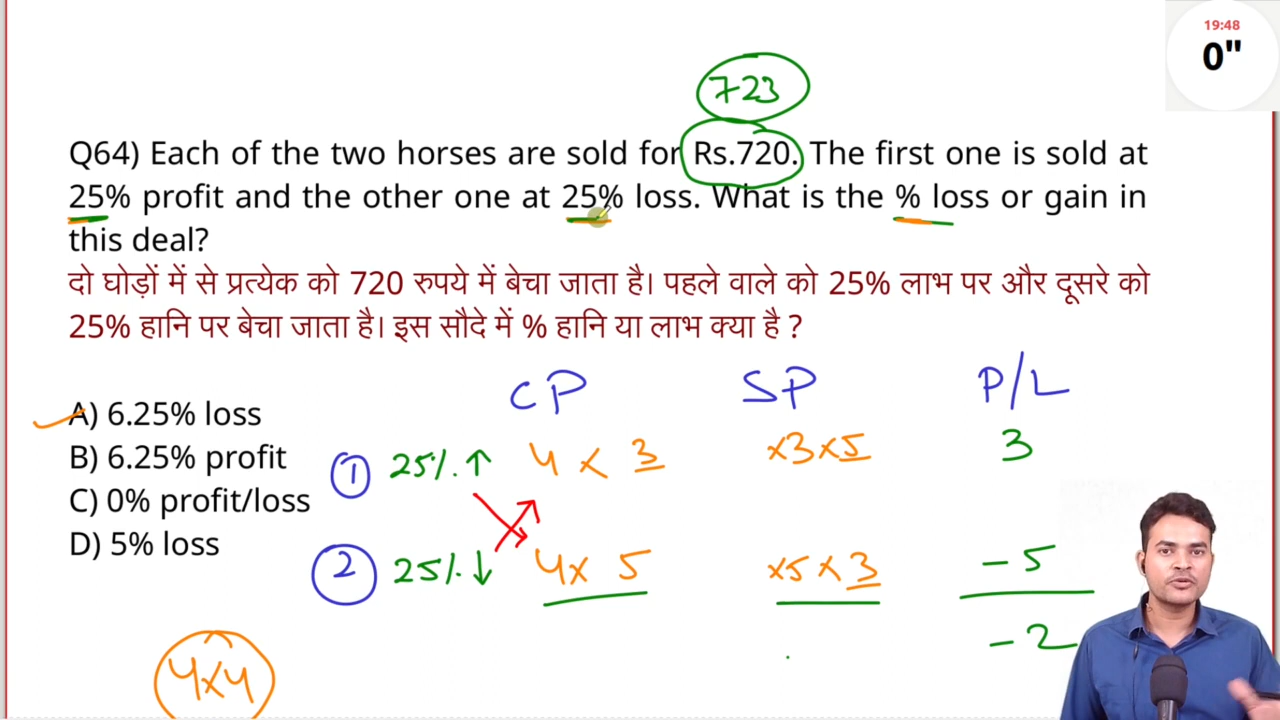 19:48
0"
723
Q64) Each of the two horses are sold for Rs.720. The first one is sold at
25% profit and the other one at 25% loss. What is the % loss or gain in
this deal?
दो घोड़ों में से प्रत्येक को 720 रुपये में बेचा जाता है। पहले वाले को 25% लाभ पर और दूसरे को
25% हानि पर बेचा जाता है। इस सौदे में % हानि या लाभ क्या है ?
CP SP P/L
A) 6.25% loss
B) 6.25% profit
C) 0% profit/loss
D) 5% loss
1 25%.↑ 4 × 3 ×3×5 3
2 25%.↓ 4× 5 ×5×3 -5
-2
4×4